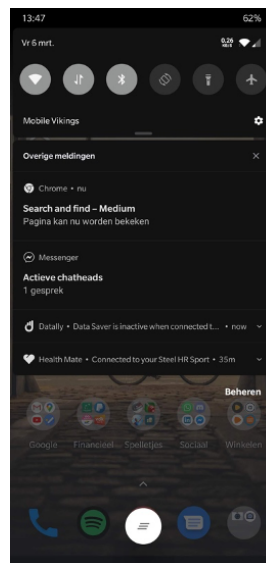 13:47 62%
Vr 6 mrt. 0,26
Mobile Vikings
Overige meldingen
Chrome • nu
Search and find – Medium
Pagina kan nu worden bekeken
Messenger
Actieve chatheads
1 gesprek
Datally • Data Saver is inactive when connected t... • now
Health Mate • Connected to your Steel HR Sport • 35m
Beheren
Google Financieel Spelletjes Sociaal Winkelen